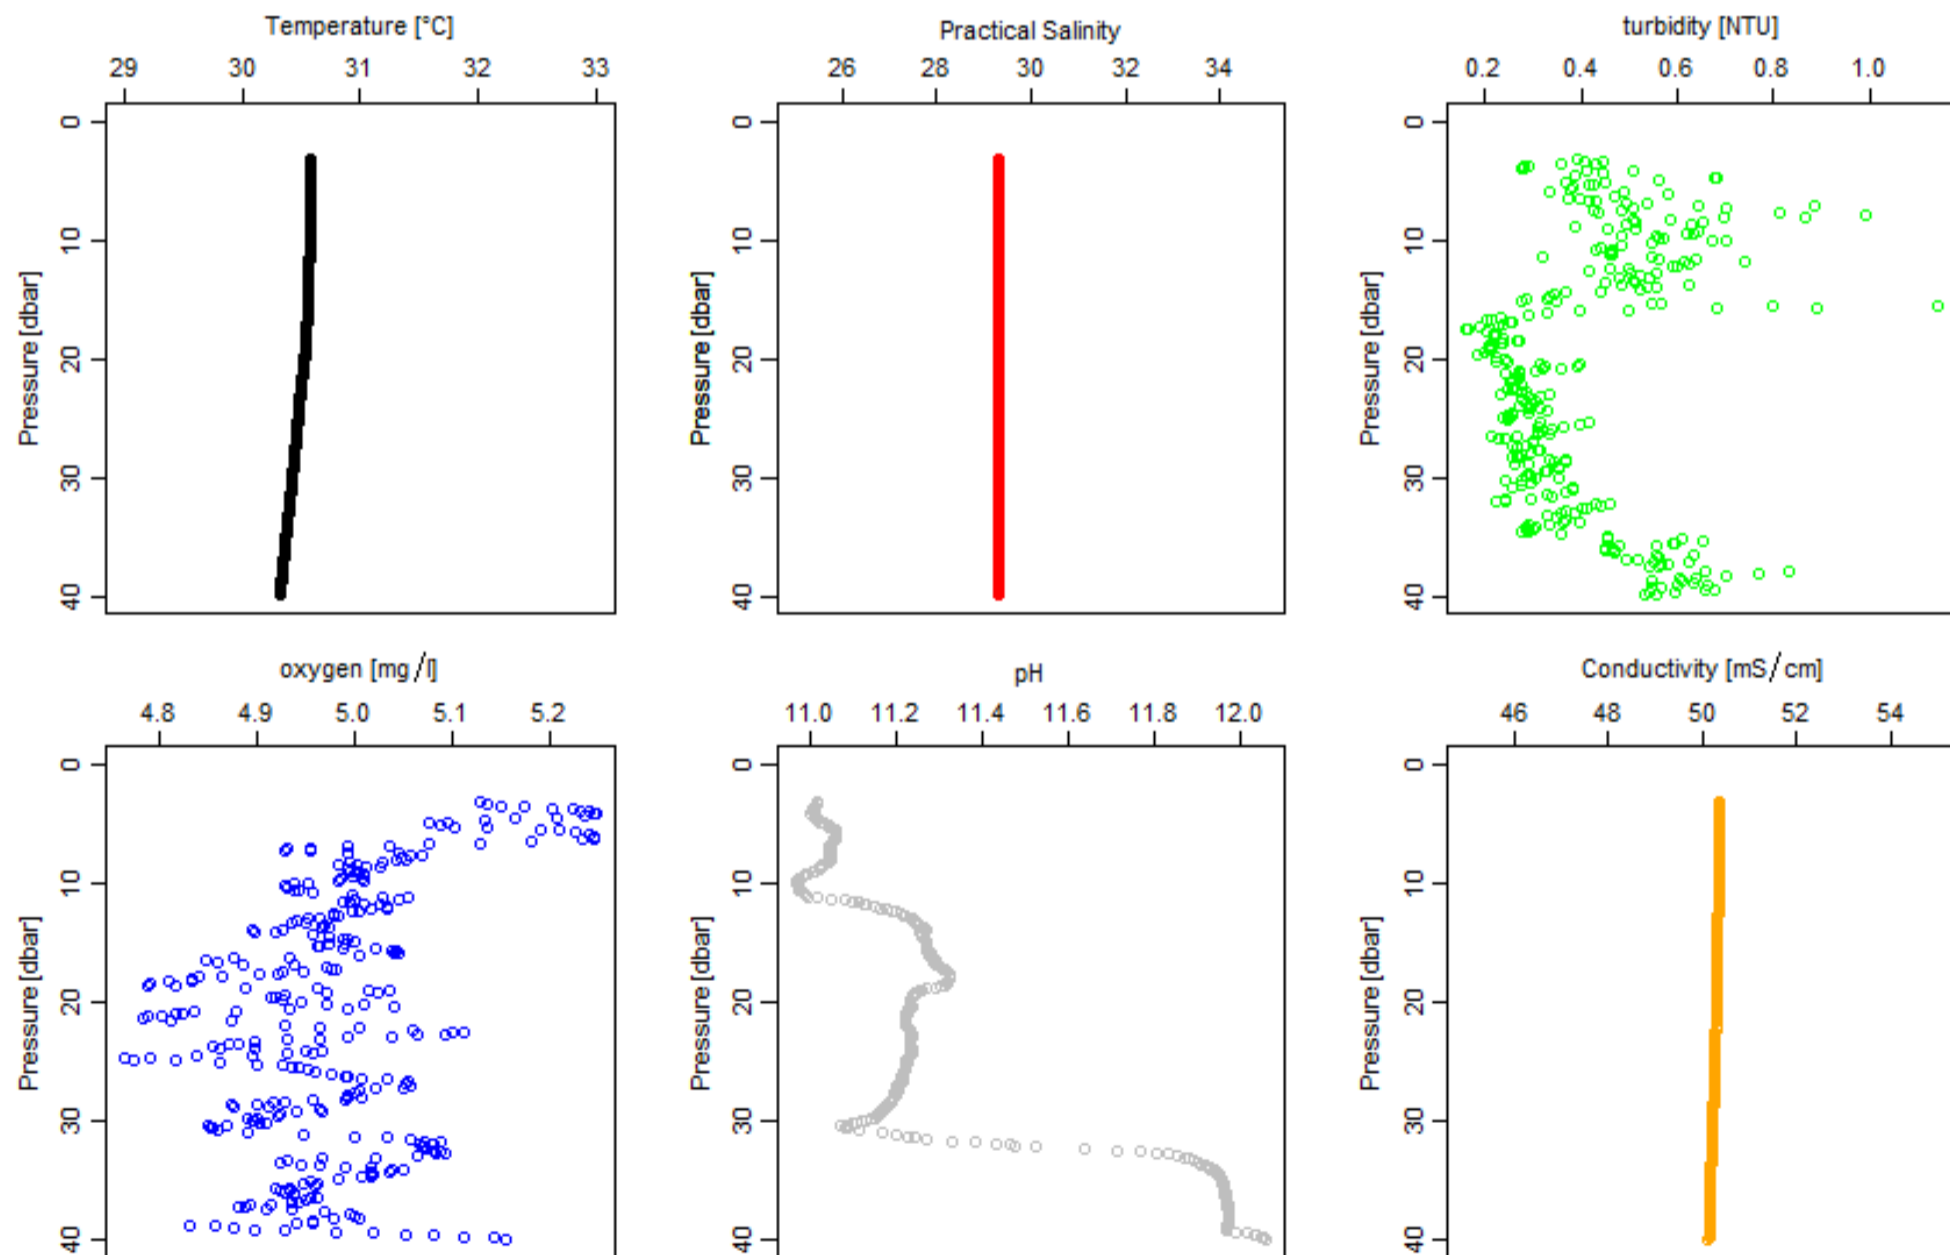 Temperature [°C]
29 30 31 32 33
Pressure [dbar]
0
10
20
30
40
Practical Salinity
26 28 30 32 34
Pressure [dbar]
0
10
20
30
40
turbidity [NTU]
0.2 0.4 0.6 0.8 1.0
Pressure [dbar]
0
10
20
30
40
oxygen [mg/l]
4.8 4.9 5.0 5.1 5.2
Pressure [dbar]
0
10
20
30
40
pH
11.0 11.2 11.4 11.6 11.8 12.0
Pressure [dbar]
0
10
20
30
40
Conductivity [mS/cm]
46 48 50 52 54
Pressure [dbar]
0
10
20
30
40